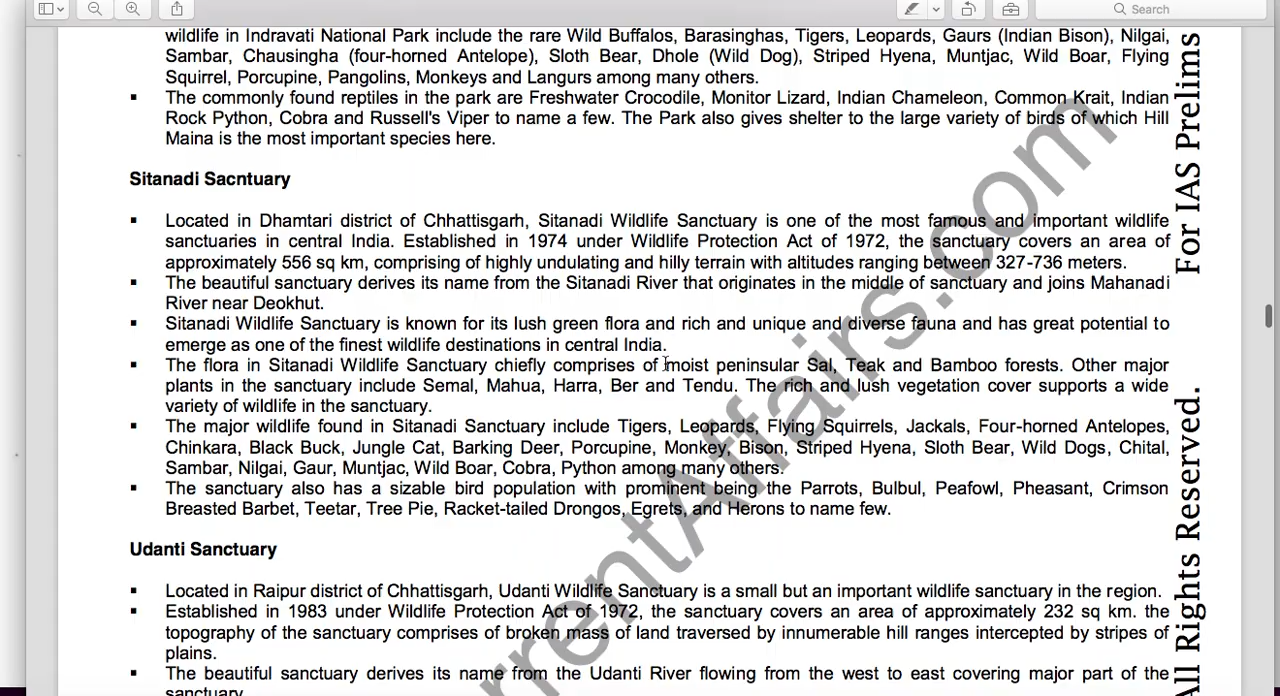 Search
wildlife in Indravati National Park include the rare Wild Buffalos, Barasinghas, Tigers, Leopards, Gaurs (Indian Bison), Nilgai,
Sambar, Chausingha (four-horned Antelope), Sloth Bear, Dhole (Wild Dog), Striped Hyena, Muntjac, Wild Boar, Flying
Squirrel, Porcupine, Pangolins, Monkeys and Langurs among many others.
▪ The commonly found reptiles in the park are Freshwater Crocodile, Monitor Lizard, Indian Chameleon, Common Krait, Indian
Rock Python, Cobra and Russell's Viper to name a few. The Park also gives shelter to the large variety of birds of which Hill
Maina is the most important species here.
Sitanadi Sacntuary
▪ Located in Dhamtari district of Chhattisgarh, Sitanadi Wildlife Sanctuary is one of the most famous and important wildlife
sanctuaries in central India. Established in 1974 under Wildlife Protection Act of 1972, the sanctuary covers an area of
approximately 556 sq km, comprising of highly undulating and hilly terrain with altitudes ranging between 327-736 meters.
▪ The beautiful sanctuary derives its name from the Sitanadi River that originates in the middle of sanctuary and joins Mahanadi
River near Deokhut.
▪ Sitanadi Wildlife Sanctuary is known for its lush green flora and rich and unique and diverse fauna and has great potential to
emerge as one of the finest wildlife destinations in central India.
▪ The flora in Sitanadi Wildlife Sanctuary chiefly comprises of moist peninsular Sal, Teak and Bamboo forests. Other major
plants in the sanctuary include Semal, Mahua, Harra, Ber and Tendu. The rich and lush vegetation cover supports a wide
variety of wildlife in the sanctuary.
▪ The major wildlife found in Sitanadi Sanctuary include Tigers, Leopards, Flying Squirrels, Jackals, Four-horned Antelopes,
Chinkara, Black Buck, Jungle Cat, Barking Deer, Porcupine, Monkey, Bison, Striped Hyena, Sloth Bear, Wild Dogs, Chital,
Sambar, Nilgai, Gaur, Muntjac, Wild Boar, Cobra, Python among many others.
▪ The sanctuary also has a sizable bird population with prominent being the Parrots, Bulbul, Peafowl, Pheasant, Crimson
Breasted Barbet, Teetar, Tree Pie, Racket-tailed Drongos, Egrets, and Herons to name few.
Udanti Sanctuary
▪ Located in Raipur district of Chhattisgarh, Udanti Wildlife Sanctuary is a small but an important wildlife sanctuary in the region.
▪ Established in 1983 under Wildlife Protection Act of 1972, the sanctuary covers an area of approximately 232 sq km. the
topography of the sanctuary comprises of broken mass of land traversed by innumerable hill ranges intercepted by stripes of
plains.
▪ The beautiful sanctuary derives its name from the Udanti River flowing from the west to east covering major part of the
sanctuary.
rrentAffairs.com
All Rights Reserved.
For IAS Prelims